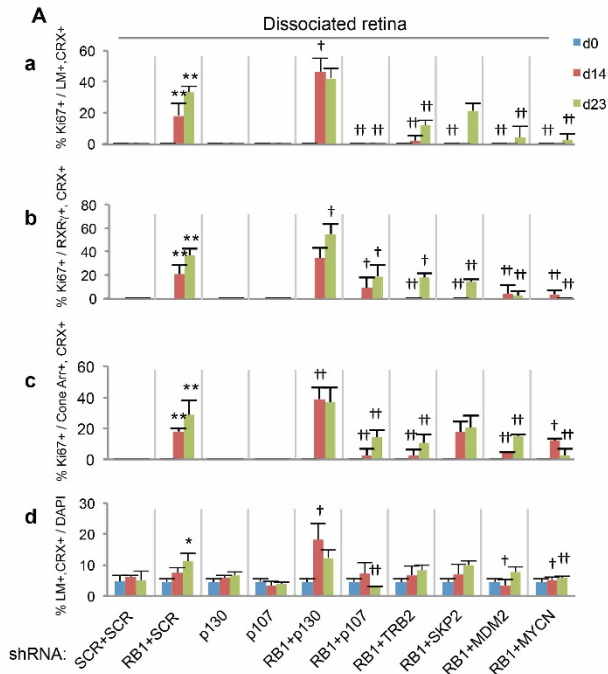 A
Dissociated retina
d0
d14
d23
a
% Ki67+ / LM+,CRX+
60
40
20
0
**
**
†
††
††
††
††
††
††
††
††
††
b
% Ki67+ / RXRγ+, CRX+
80
60
40
20
0
**
**
†
†
†
††
†
††
††
††
††
††
††
c
% Ki67+ / Cone Arr+, CRX+
60
40
20
0
**
**
††
††
††
††
††
††
††
†
††
d
% LM+,CRX+ / DAPI
30
20
10
0
*
†
††
†
†
††
shRNA:
SCR+SCR
RB1+SCR
p130
p107
RB1+p130
RB1+p107
RB1+TRB2
RB1+SKP2
RB1+MDM2
RB1+MYCN